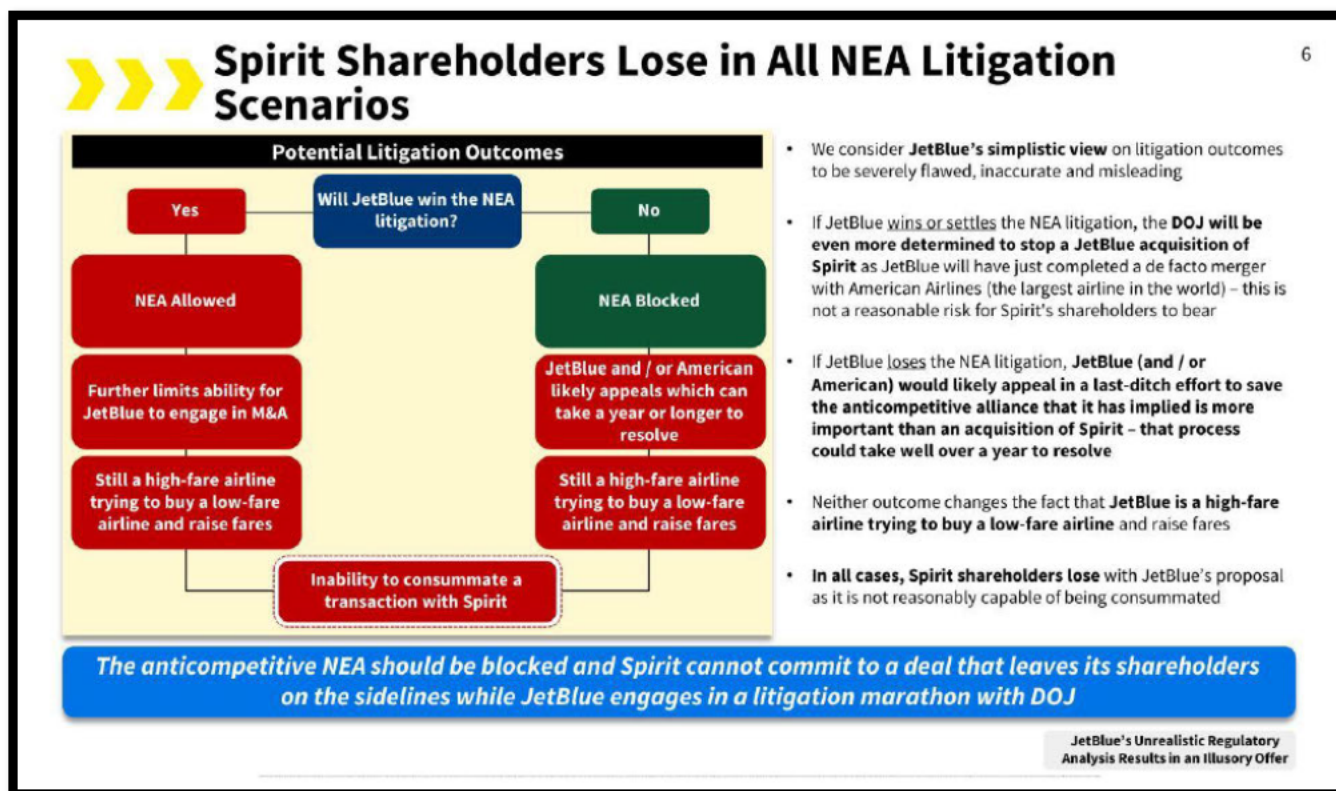 Spirit Shareholders Lose in All NEA Litigation
Scenarios
6
Potential Litigation Outcomes
Will JetBlue win the NEA
litigation?
Yes
No
NEA Allowed
NEA Blocked
Further limits ability for
JetBlue to engage in M&A
JetBlue and / or American
likely appeals which can
take a year or longer to
resolve
Still a high-fare airline
trying to buy a low-fare
airline and raise fares
Still a high-fare airline
trying to buy a low-fare
airline and raise fares
Inability to consummate a
transaction with Spirit
• We consider JetBlue's simplistic view on litigation outcomes
to be severely flawed, inaccurate and misleading
• If JetBlue wins or settles the NEA litigation, the DOJ will be
even more determined to stop a JetBlue acquisition of
Spirit as JetBlue will have just completed a de facto merger
with American Airlines (the largest airline in the world) – this is
not a reasonable risk for Spirit's shareholders to bear
• If JetBlue loses the NEA litigation, JetBlue (and / or
American) would likely appeal in a last-ditch effort to save
the anticompetitive alliance that it has implied is more
important than an acquisition of Spirit – that process
could take well over a year to resolve
• Neither outcome changes the fact that JetBlue is a high-fare
airline trying to buy a low-fare airline and raise fares
• In all cases, Spirit shareholders lose with JetBlue's proposal
as it is not reasonably capable of being consummated
The anticompetitive NEA should be blocked and Spirit cannot commit to a deal that leaves its shareholders
on the sidelines while JetBlue engages in a litigation marathon with DOJ
JetBlue's Unrealistic Regulatory
Analysis Results in an Illusory Offer